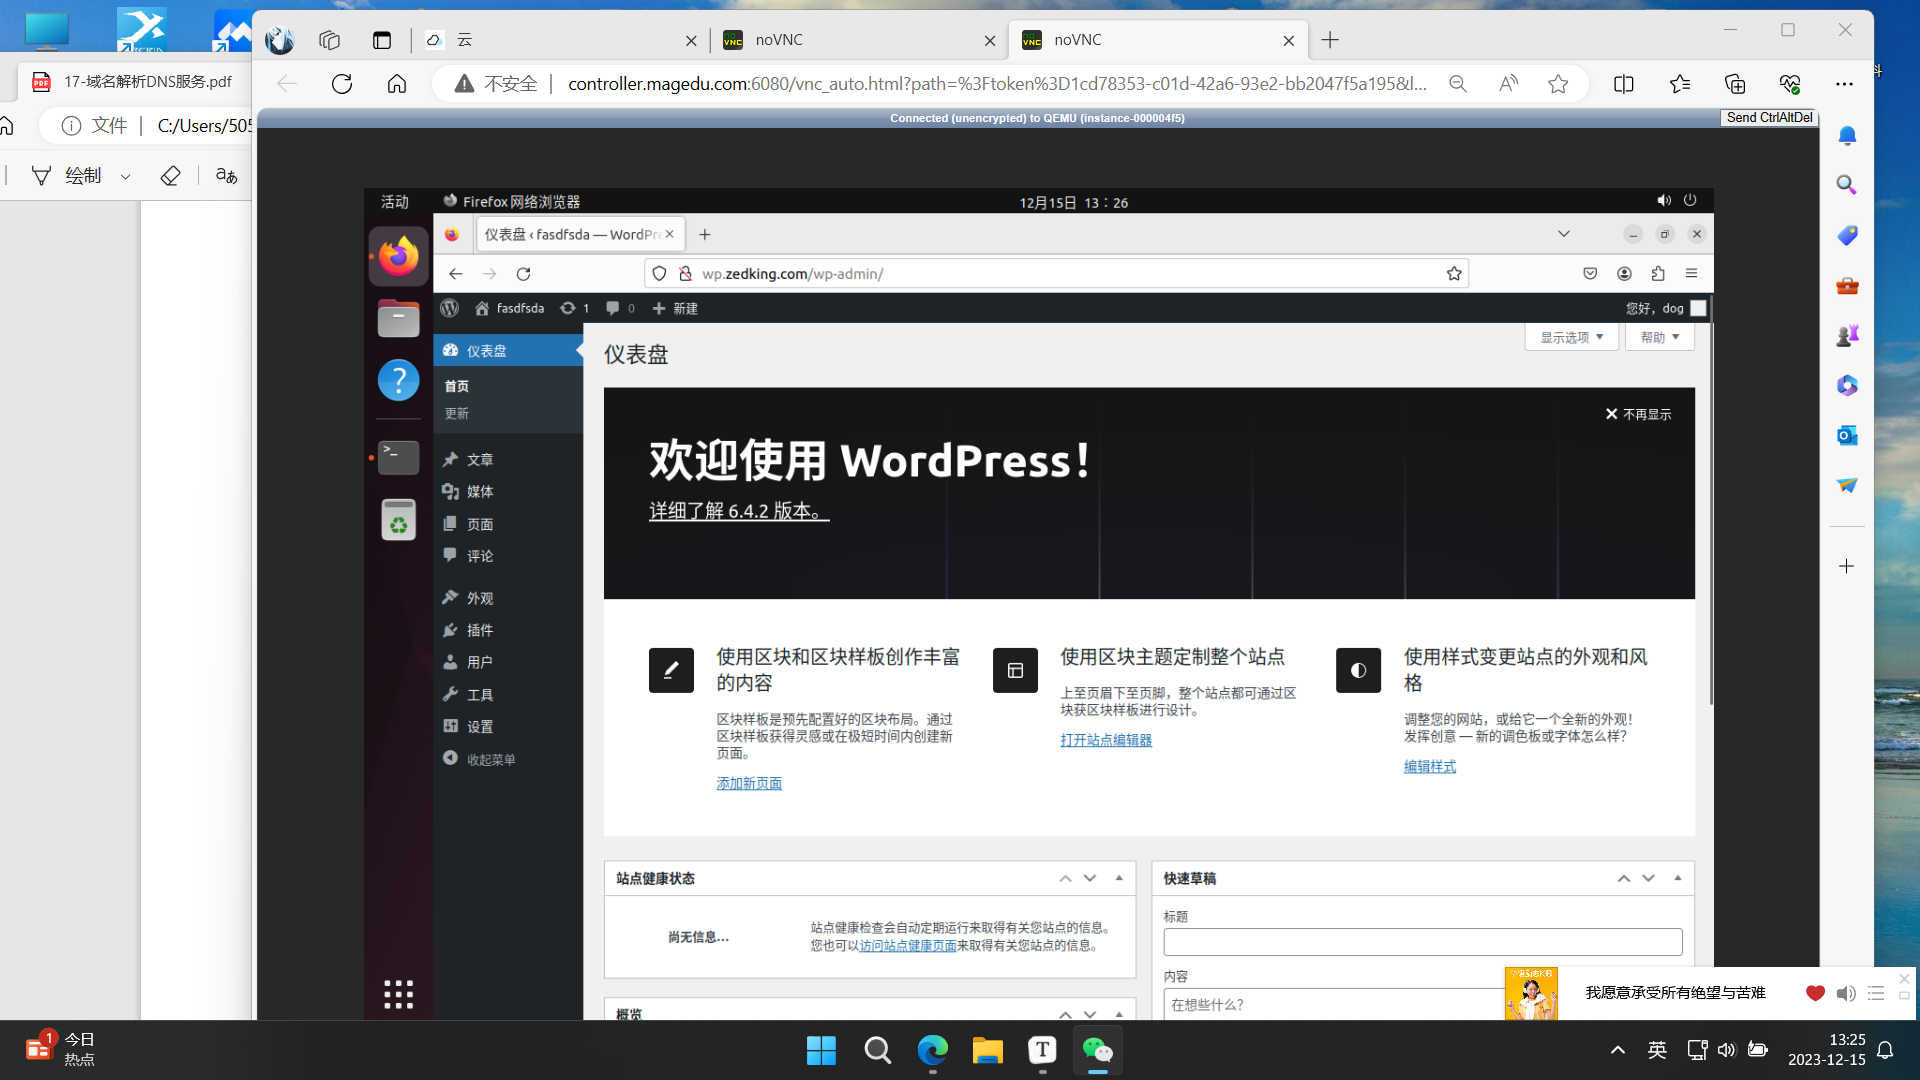 云
noVNC
noVNC
17-域名解析DNS服务.pdf
不安全
controller.magedu.com:6080/vnc_auto.html?path=%3Ftoken%3D1cd78353-c01d-42a6-93e2-bb2047f5a195&l...
文件
C:/Users/505
Connected (unencrypted) to QEMU (instance-000004f5)
Send CtrlAltDel
绘制
活动
Firefox 网络浏览器
12月15日 13:26
仪表盘 ‹ fasdfsda — WordPre
wp.zedking.com/wp-admin/
fasdfsda
1
0
新建
您好，dog
仪表盘
首页
更新
文章
媒体
页面
评论
外观
插件
用户
工具
设置
收起菜单
仪表盘
显示选项
帮助
不再显示
欢迎使用 WordPress！
详细了解 6.4.2 版本。
使用区块和区块样板创作丰富
的内容
区块样板是预先配置好的区块布局。通过
区块样板获得灵感或在极短时间内创建新
页面。
添加新页面
使用区块主题定制整个站点
上至页眉下至页脚，整个站点都可通过区
块获区块样板进行设计。
打开站点编辑器
使用样式变更站点的外观和风
格
调整您的网站，或给它一个全新的外观！
发挥创意 — 新的调色板或字体怎么样？
编辑样式
站点健康状态
尚无信息…
站点健康检查会自动定期运行来取得有关您站点的信息。
您也可以访问站点健康页面来取得有关您站点的信息。
概览
快速草稿
标题
内容
在想些什么？
我愿意承受所有绝望与苦难
1
今日
热点
英
13:25
2023-12-15